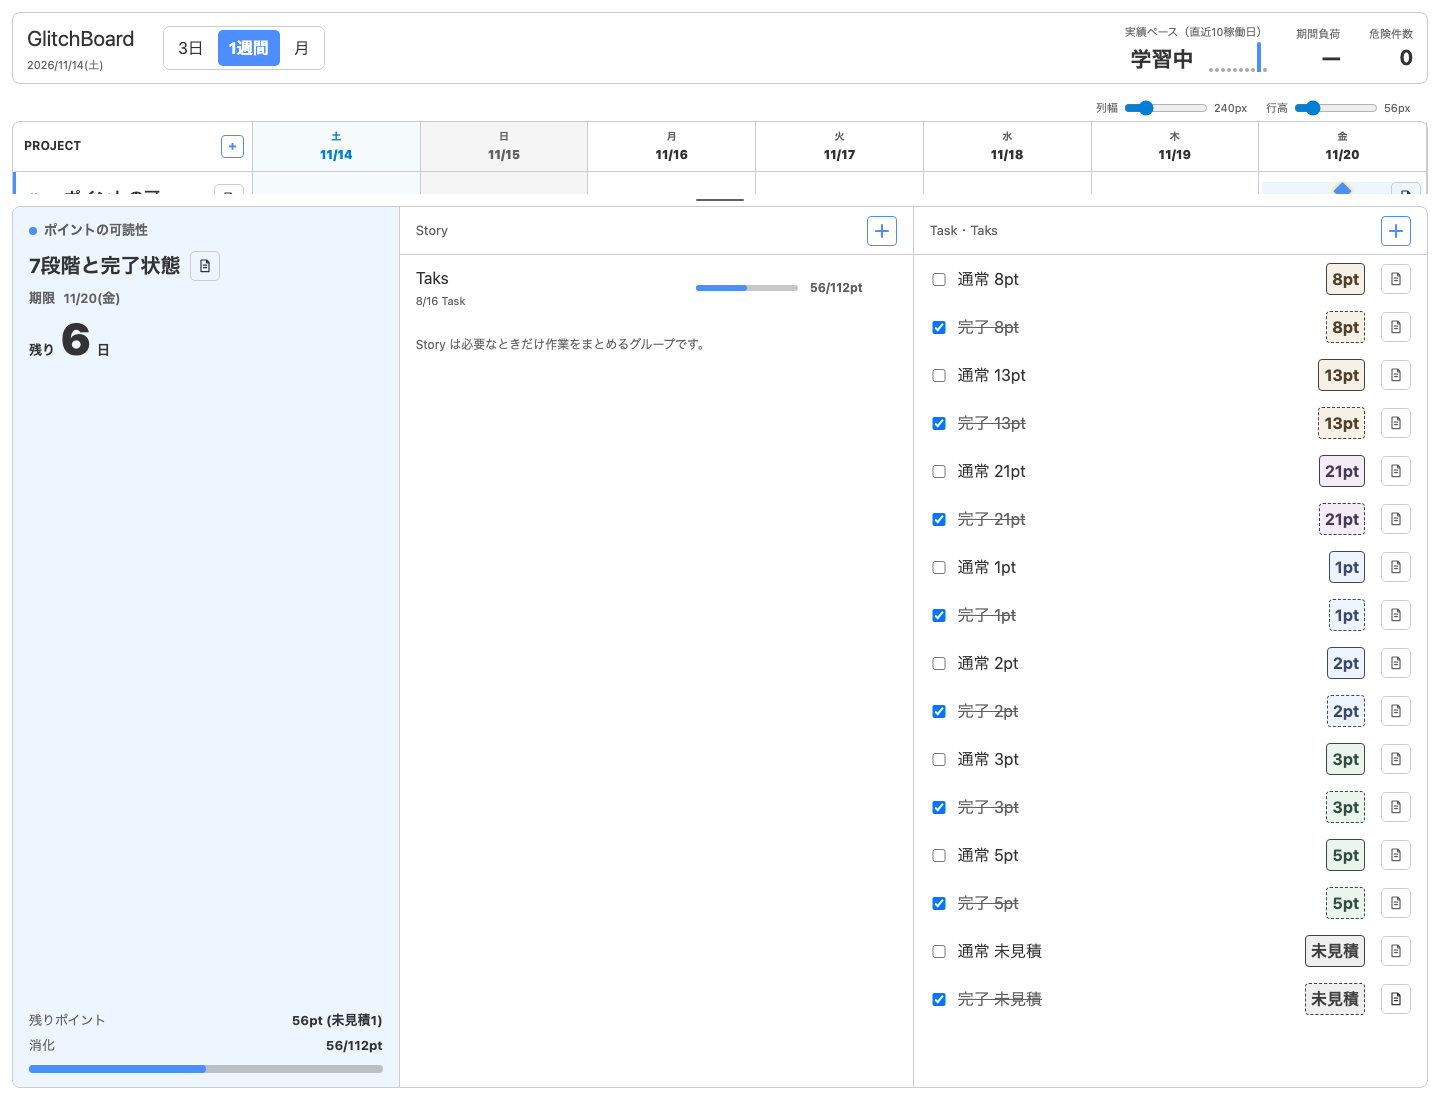 GlitchBoard
2026/11/14(土)
3日 1週間 月
実績ペース（直近10稼働日）
学習中
期間負荷
—
危険件数
0
列幅 240px 行高 56px
PROJECT +
土 11/14
日 11/15
月 11/16
火 11/17
水 11/18
木 11/19
金 11/20
ポイントの可読性
7段階と完了状態
期限 11/20(金)
残り 6 日
残りポイント 56pt (未見積1)
消化 56/112pt
Story
Taks
8/16 Task
56/112pt
Story は必要なときだけ作業をまとめるグループです。
Task・Taks
通常 8pt 8pt
完了 8pt 8pt
通常 13pt 13pt
完了 13pt 13pt
通常 21pt 21pt
完了 21pt 21pt
通常 1pt 1pt
完了 1pt 1pt
通常 2pt 2pt
完了 2pt 2pt
通常 3pt 3pt
完了 3pt 3pt
通常 5pt 5pt
完了 5pt 5pt
通常 未見積 未見積
完了 未見積 未見積